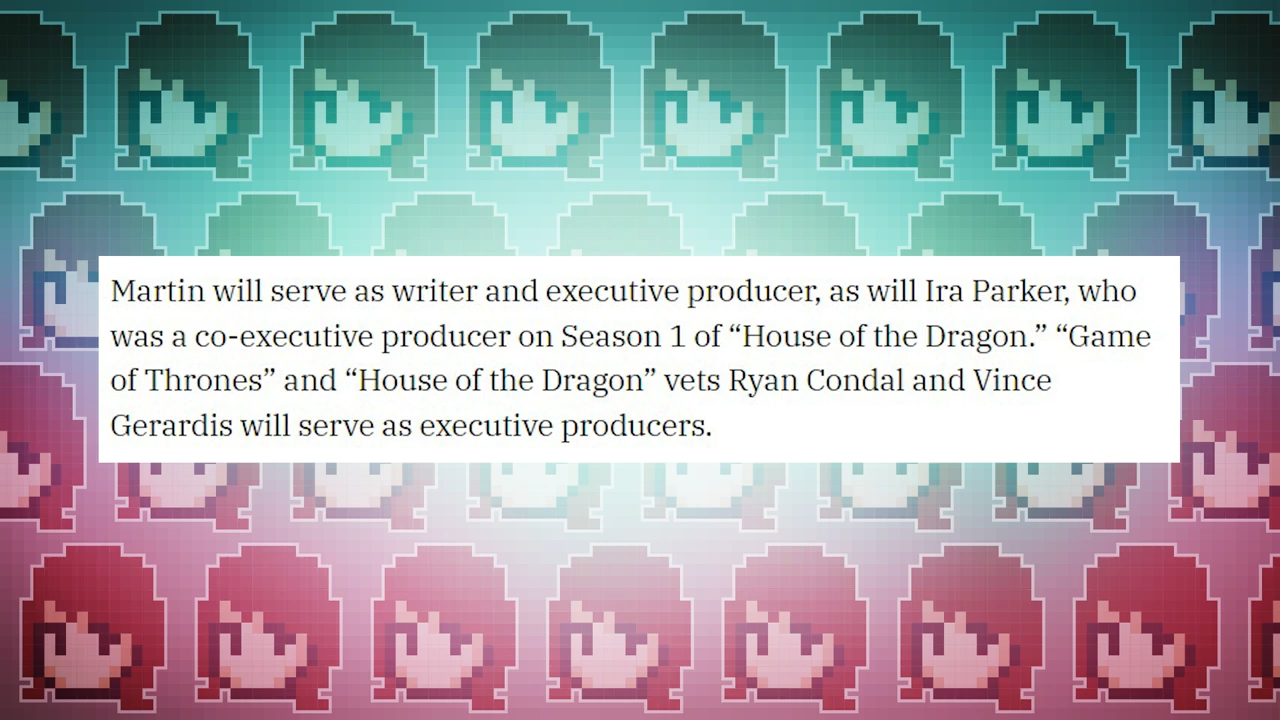 Martin will serve as writer and executive producer, as will Ira Parker, who
was a co-executive producer on Season 1 of “House of the Dragon.” “Game
of Thrones” and “House of the Dragon” vets Ryan Condal and Vince
Gerardis will serve as executive producers.